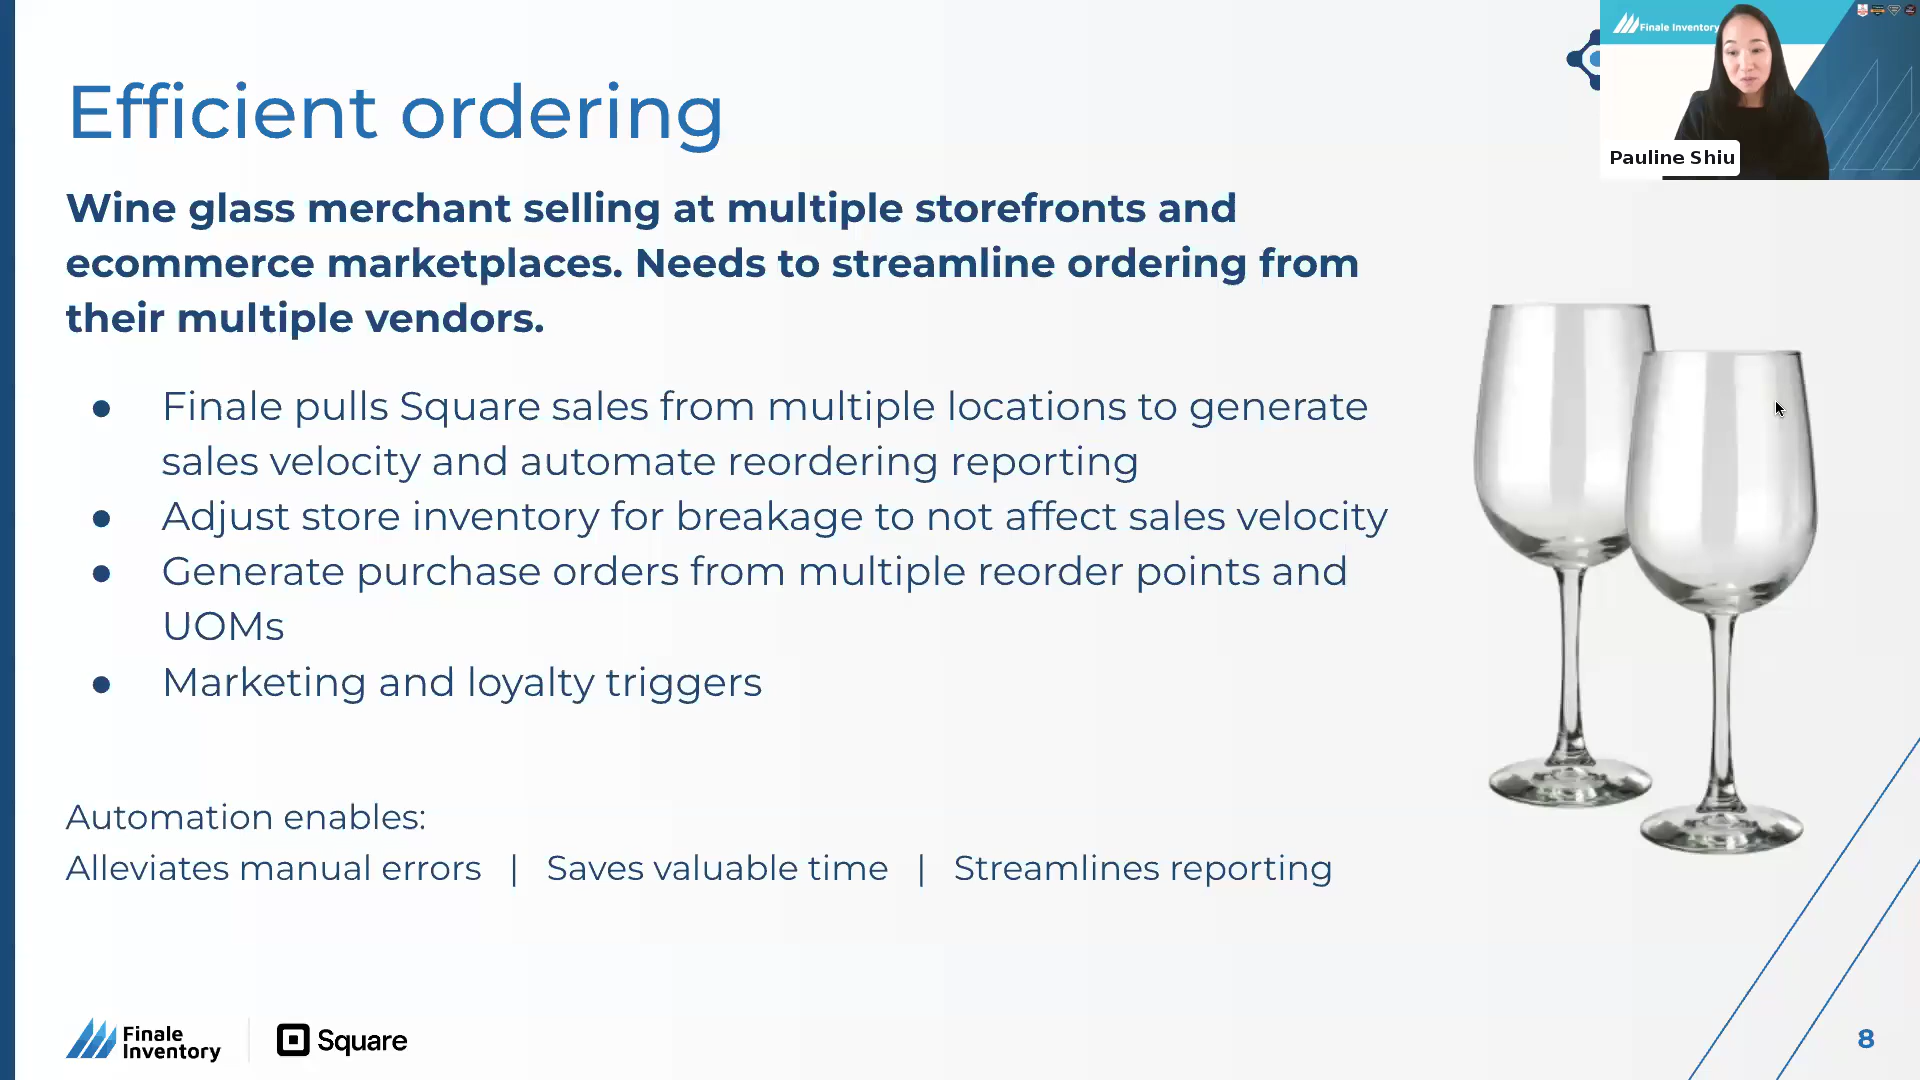 Efficient ordering
Finale Inventory
Pauline Shiu
Wine glass merchant selling at multiple storefronts and
ecommerce marketplaces. Needs to streamline ordering from
their multiple vendors.
● Finale pulls Square sales from multiple locations to generate
sales velocity and automate reordering reporting
● Adjust store inventory for breakage to not affect sales velocity
● Generate purchase orders from multiple reorder points and
UOMs
● Marketing and loyalty triggers
Automation enables:
Alleviates manual errors | Saves valuable time | Streamlines reporting
Finale
Inventory
Square
8